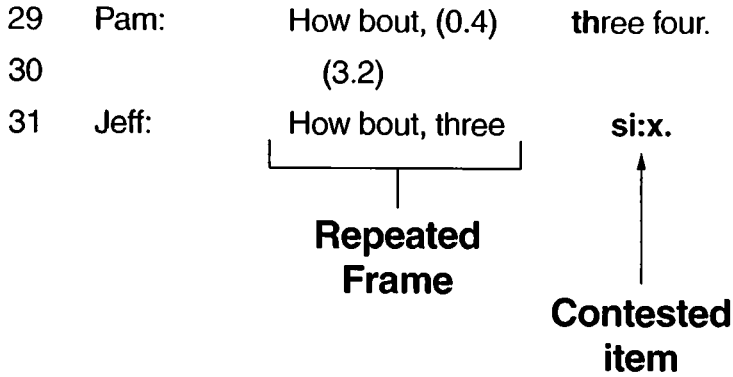 29 Pam: How bout, (0.4) three four.
30 (3.2)
31 Jeff: How bout, three si:x.
Repeated
Frame
Contested
item